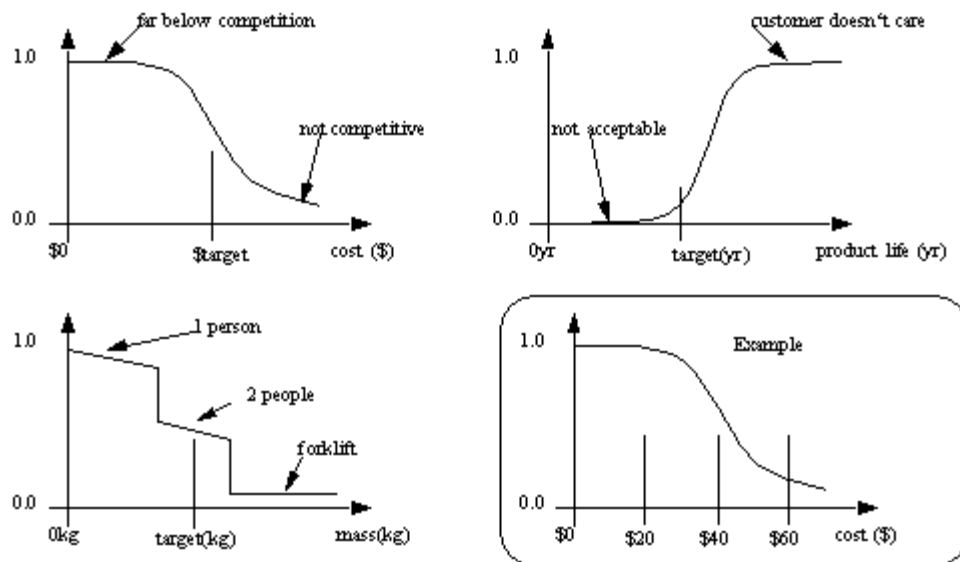 far below competition
1.0
not competitive
0.0
$0
$target
cost ($)
customer doesn't care
1.0
not acceptable
0.0
0yr
target(yr)
product life (yr)
1 person
1.0
2 people
forklift
0.0
0kg
target(kg)
mass(kg)
Example
1.0
0.0
$0
$20
$40
$60
cost ($)